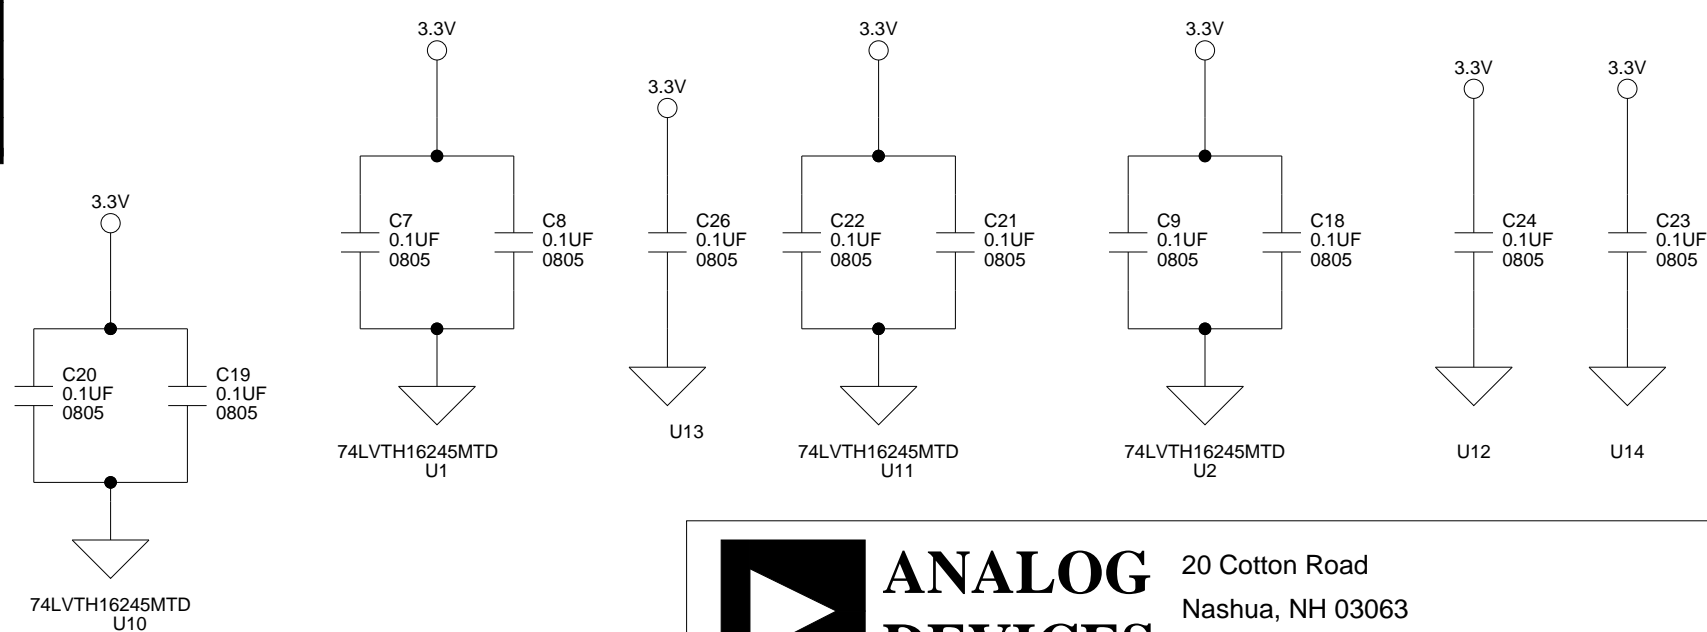 3.3V
C20
0.1UF
0805
C19
0.1UF
0805
74LVTH16245MTD
U10
3.3V
C7
0.1UF
0805
C8
0.1UF
0805
74LVTH16245MTD
U1
3.3V
C26
0.1UF
0805
U13
3.3V
C22
0.1UF
0805
C21
0.1UF
0805
74LVTH16245MTD
U11
3.3V
C9
0.1UF
0805
C18
0.1UF
0805
74LVTH16245MTD
U2
3.3V
C24
0.1UF
0805
U12
3.3V
C23
0.1UF
0805
U14
ANALOG
DEVICES
20 Cotton Road
Nashua, NH 03063